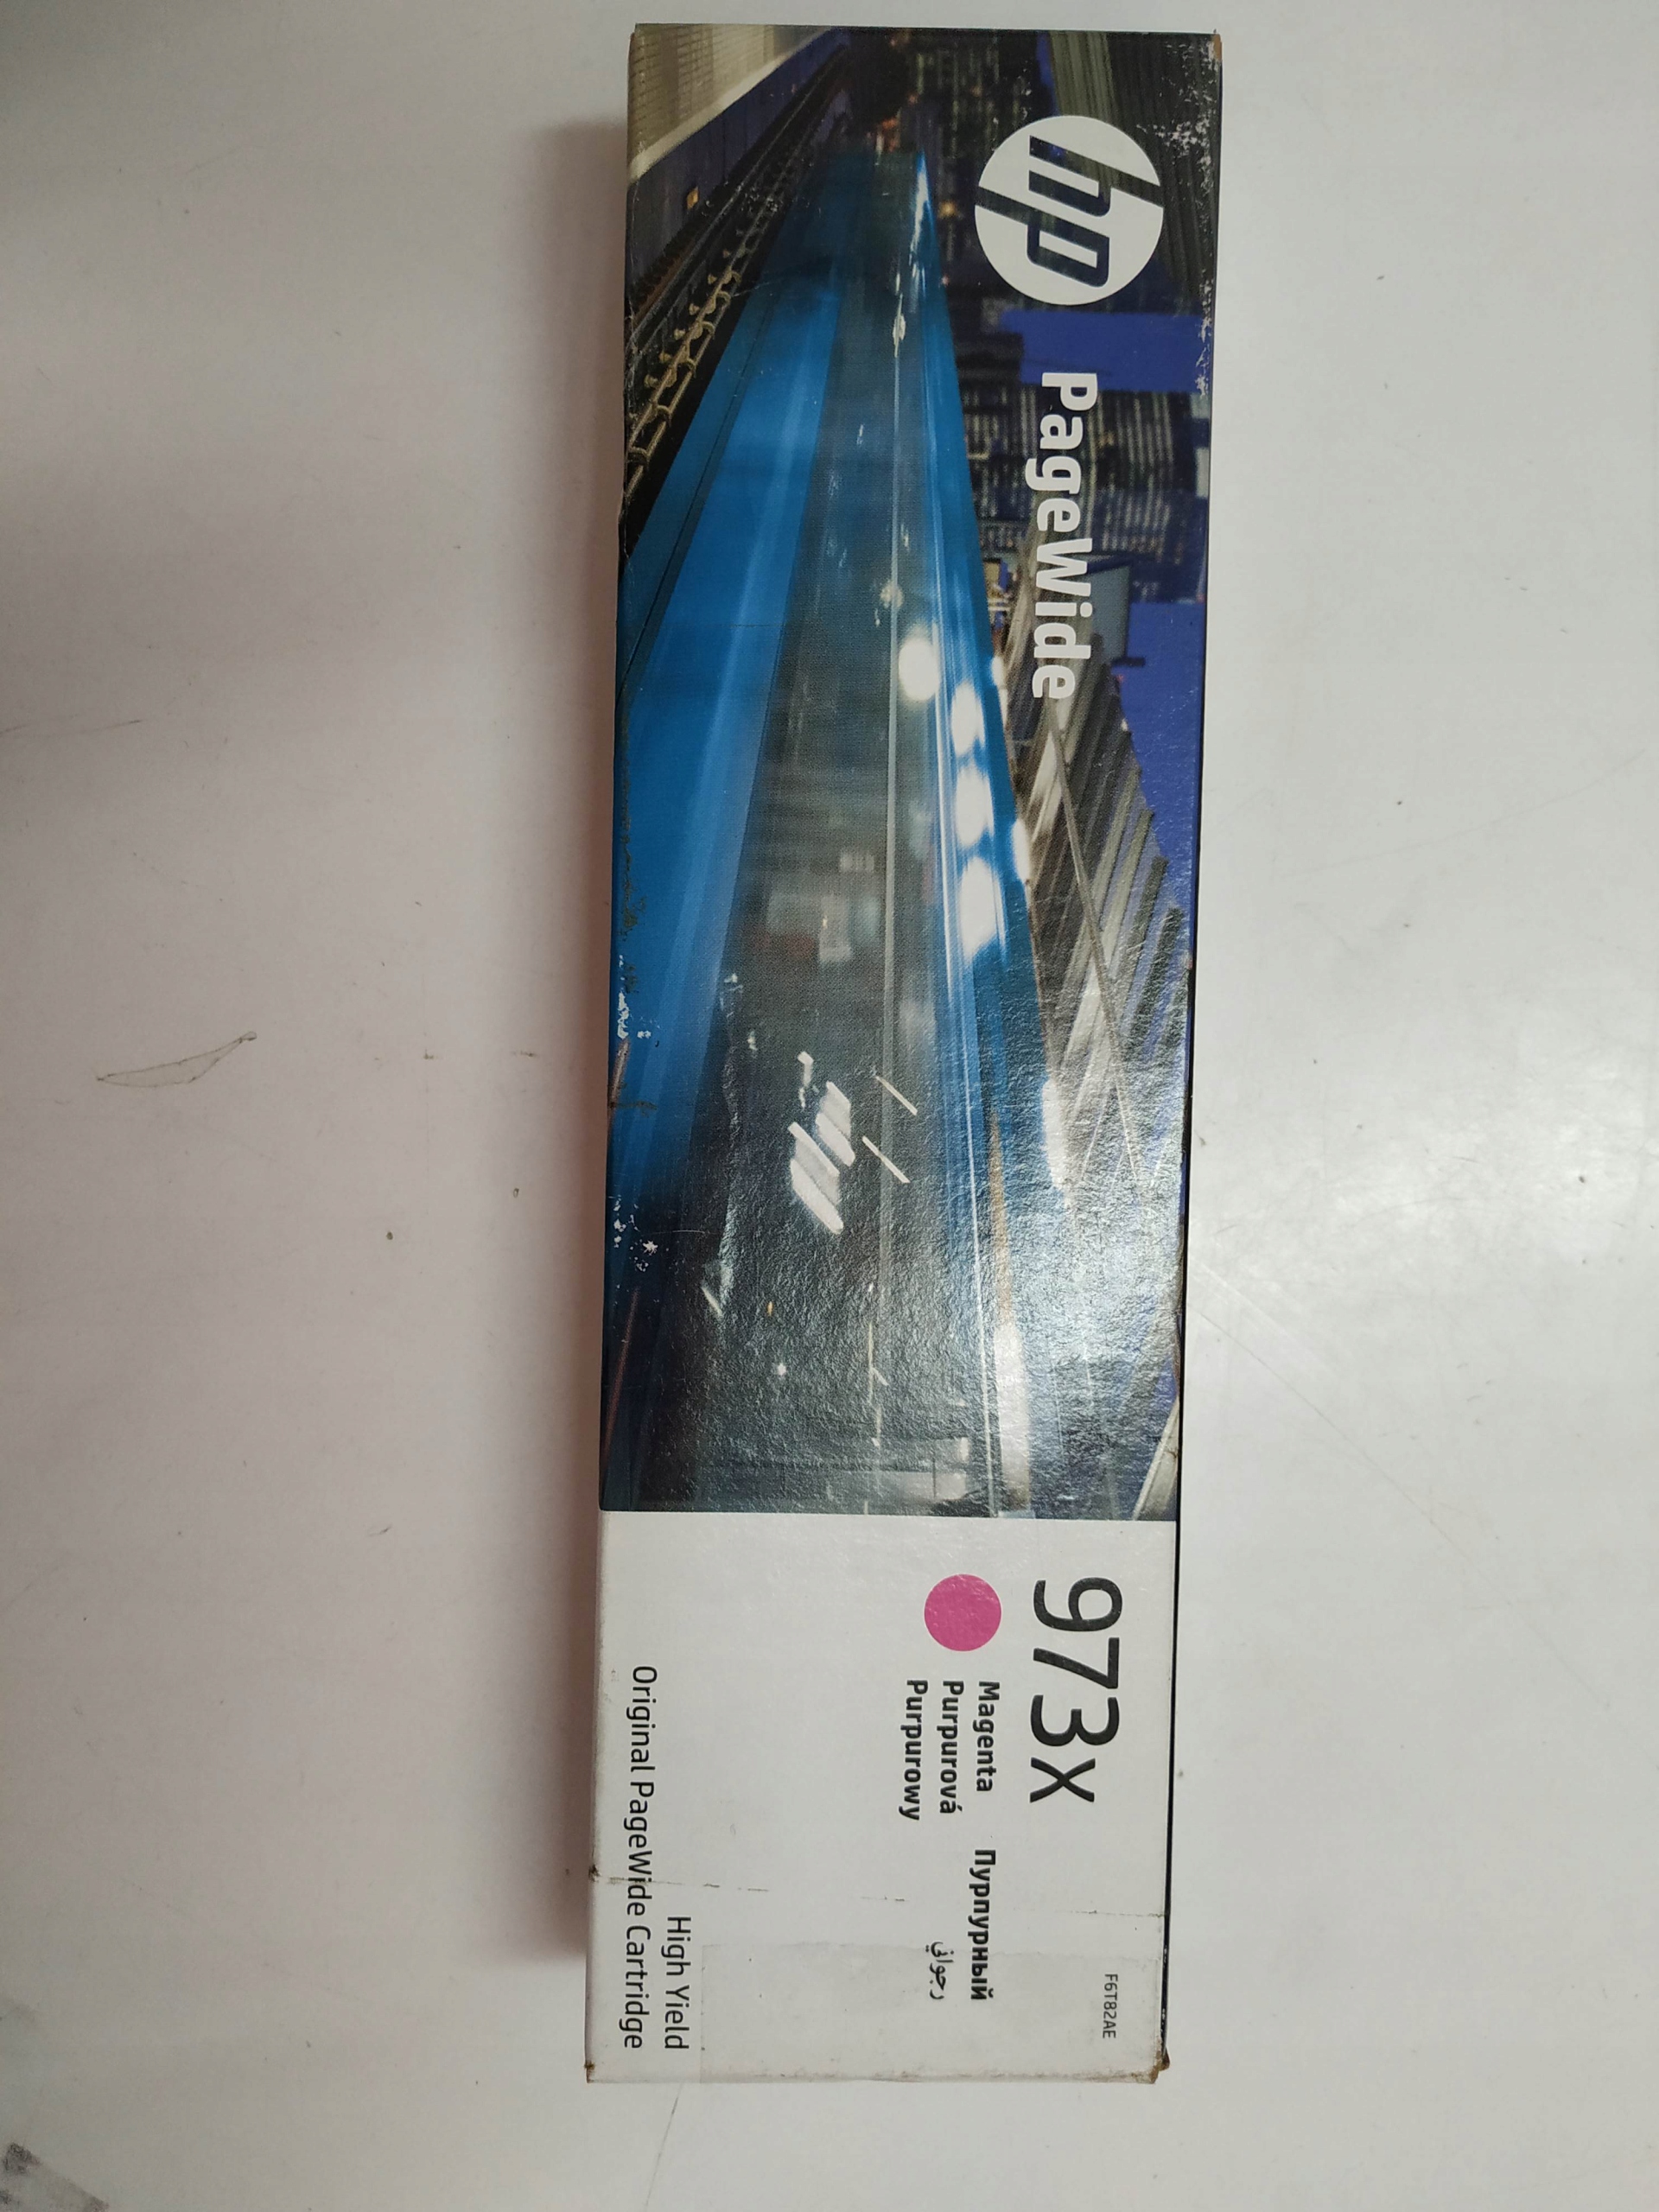 hp
PageWide
973X
F6T82AE
Magenta
Purpurová
Purpurowy
Пурпурный
رجواني
High Yield
Original PageWide Cartridge